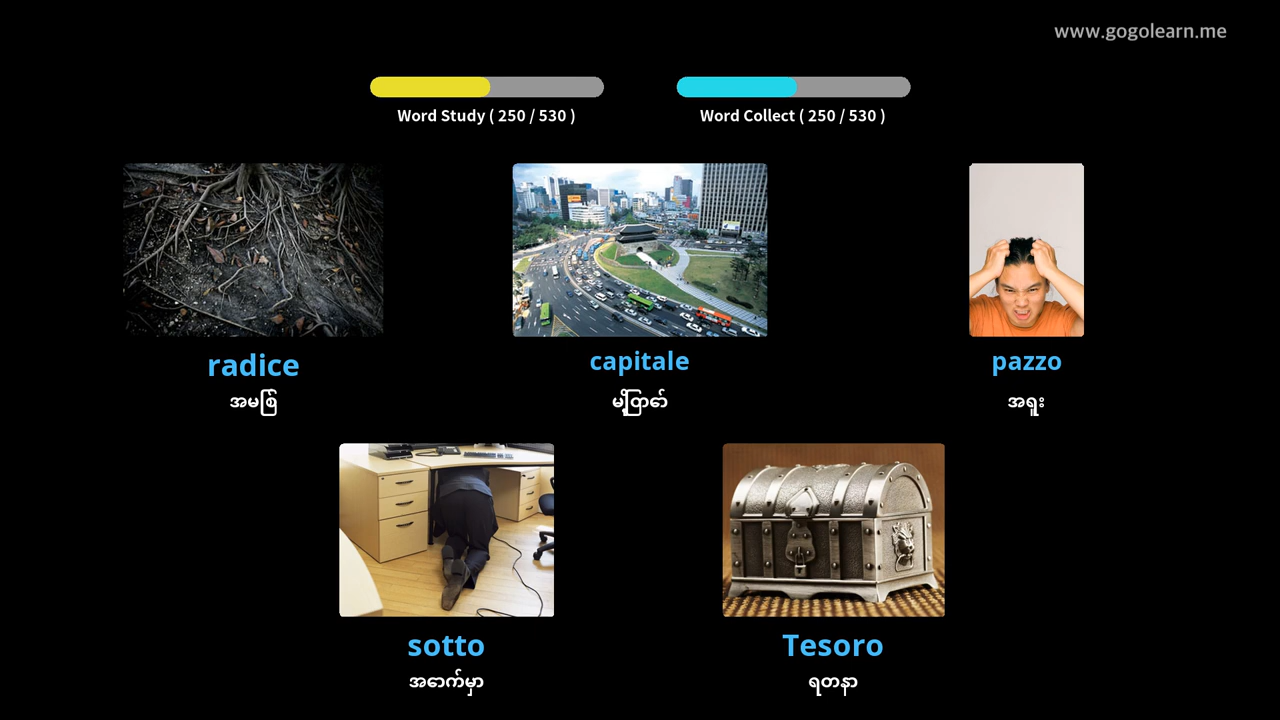 www.gogolearn.me
Word Study ( 250 / 530 )
Word Collect ( 250 / 530 )
radice
capitale
pazzo
အမြစ်
မြို့တော်
အရူး
sotto
Tesoro
အောက်မှာ
ရတနာ